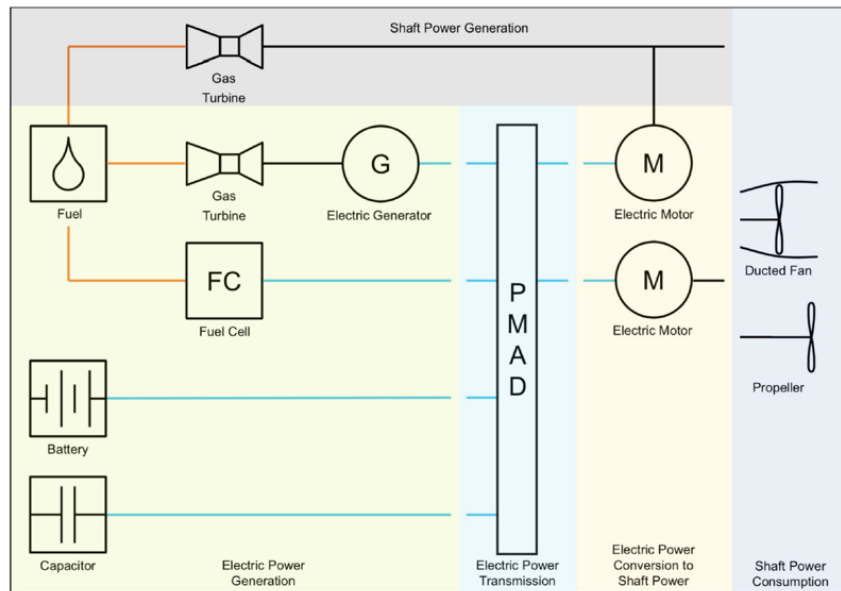 Shaft Power Generation
Gas
Turbine
Fuel
Gas
Turbine
G
Electric Generator
M
Electric Motor
FC
Fuel Cell
P
M
A
D
M
Electric Motor
Ducted Fan
Propeller
Battery
Capacitor
Electric Power
Generation
Electric Power
Transmission
Electric Power
Conversion to
Shaft Power
Shaft Power
Consumption